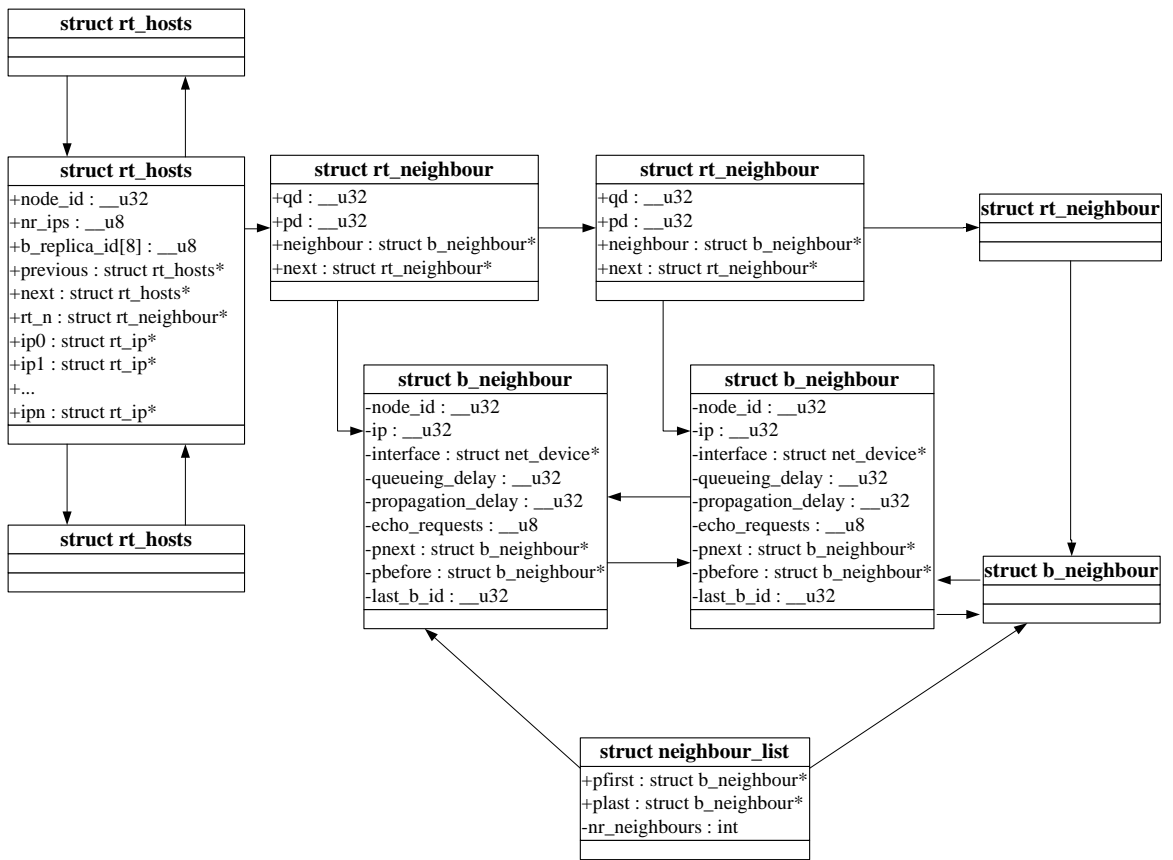 struct rt_hosts
struct rt_hosts
+node_id : __u32
+nr_ips : __u8
+b_replica_id[8] : __u8
+previous : struct rt_hosts*
+next : struct rt_hosts*
+rt_n : struct rt_neighbour*
+ip0 : struct rt_ip*
+ip1 : struct rt_ip*
+...
+ipn : struct rt_ip*
struct rt_hosts
struct rt_neighbour
+qd : __u32
+pd : __u32
+neighbour : struct b_neighbour*
+next : struct rt_neighbour*
struct rt_neighbour
+qd : __u32
+pd : __u32
+neighbour : struct b_neighbour*
+next : struct rt_neighbour*
struct rt_neighbour
struct b_neighbour
-node_id : __u32
-ip : __u32
-interface : struct net_device*
-queueing_delay : __u32
-propagation_delay : __u32
-echo_requests : __u8
-pnext : struct b_neighbour*
-pbefore : struct b_neighbour*
-last_b_id : __u32
struct b_neighbour
-node_id : __u32
-ip : __u32
-interface : struct net_device*
-queueing_delay : __u32
-propagation_delay : __u32
-echo_requests : __u8
-pnext : struct b_neighbour*
-pbefore : struct b_neighbour*
-last_b_id : __u32
struct b_neighbour
struct neighbour_list
+pfirst : struct b_neighbour*
+plast : struct b_neighbour*
-nr_neighbours : int